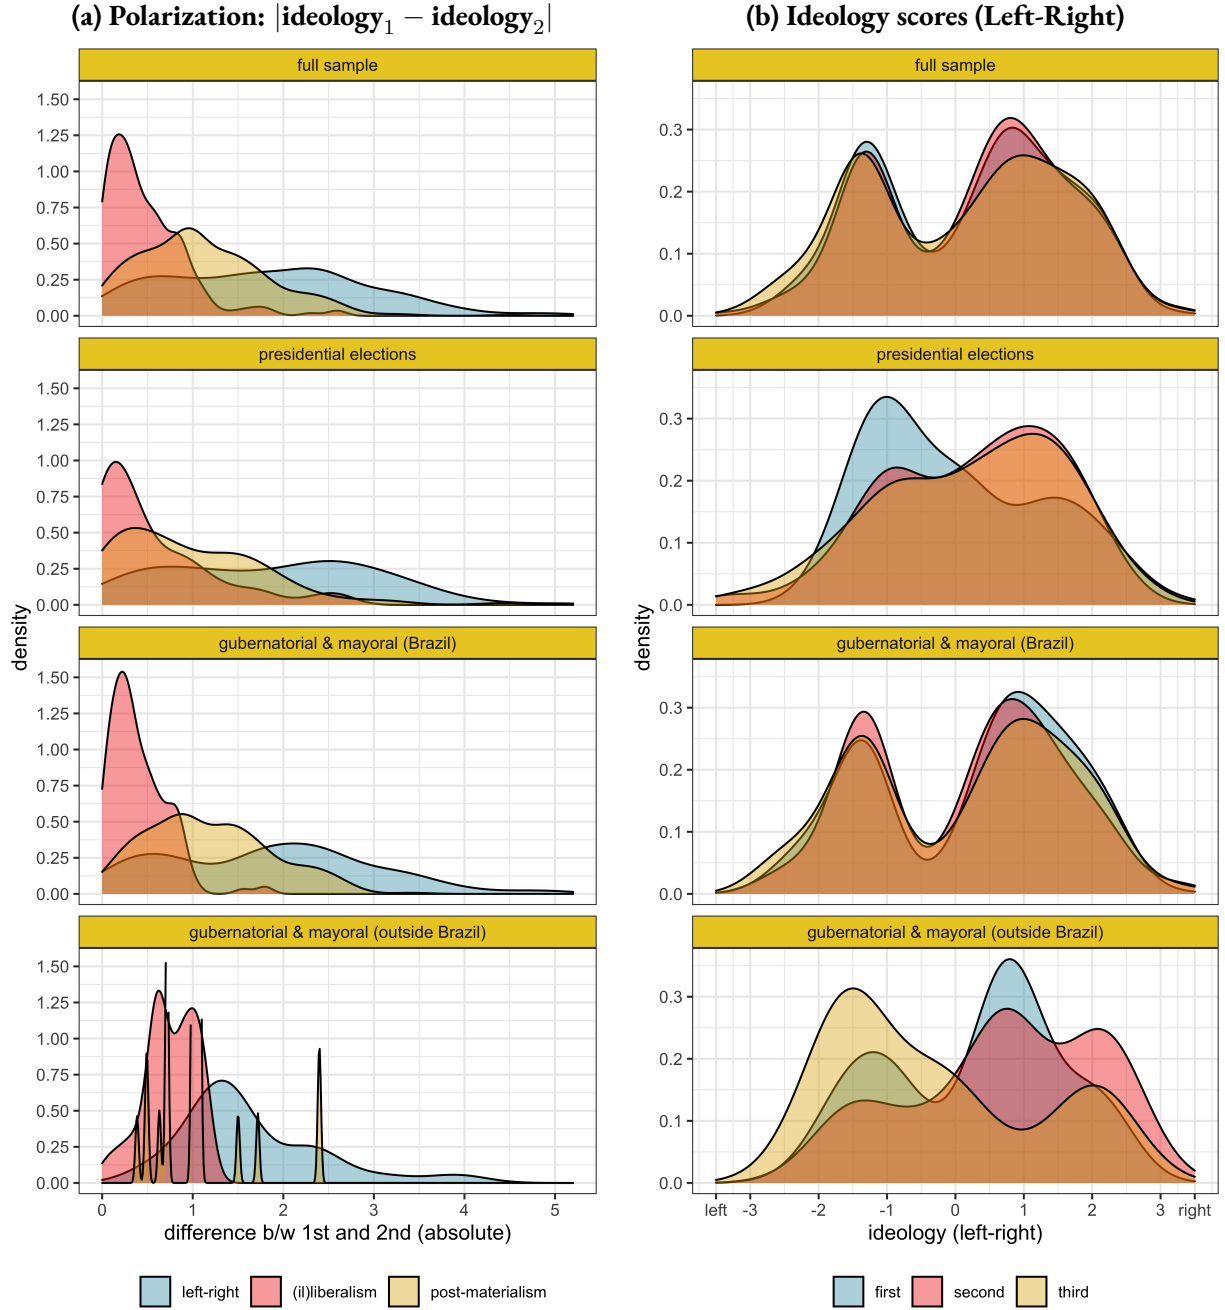 (a) Polarization: |ideology₁ − ideology₂|
full sample
1.50
1.25
1.00
0.75
0.50
0.25
0.00
presidential elections
1.50
1.25
1.00
0.75
0.50
0.25
0.00
gubernatorial & mayoral (Brazil)
1.50
1.25
1.00
0.75
0.50
0.25
0.00
gubernatorial & mayoral (outside Brazil)
1.50
1.25
1.00
0.75
0.50
0.25
0.00
density
0 1 2 3 4 5
difference b/w 1st and 2nd (absolute)
left-right (il)liberalism post-materialism
(b) Ideology scores (Left-Right)
full sample
0.3
0.2
0.1
0.0
presidential elections
0.3
0.2
0.1
0.0
gubernatorial & mayoral (Brazil)
0.3
0.2
0.1
0.0
gubernatorial & mayoral (outside Brazil)
0.3
0.2
0.1
0.0
density
left -3 -2 -1 0 1 2 3 right
ideology (left-right)
first second third